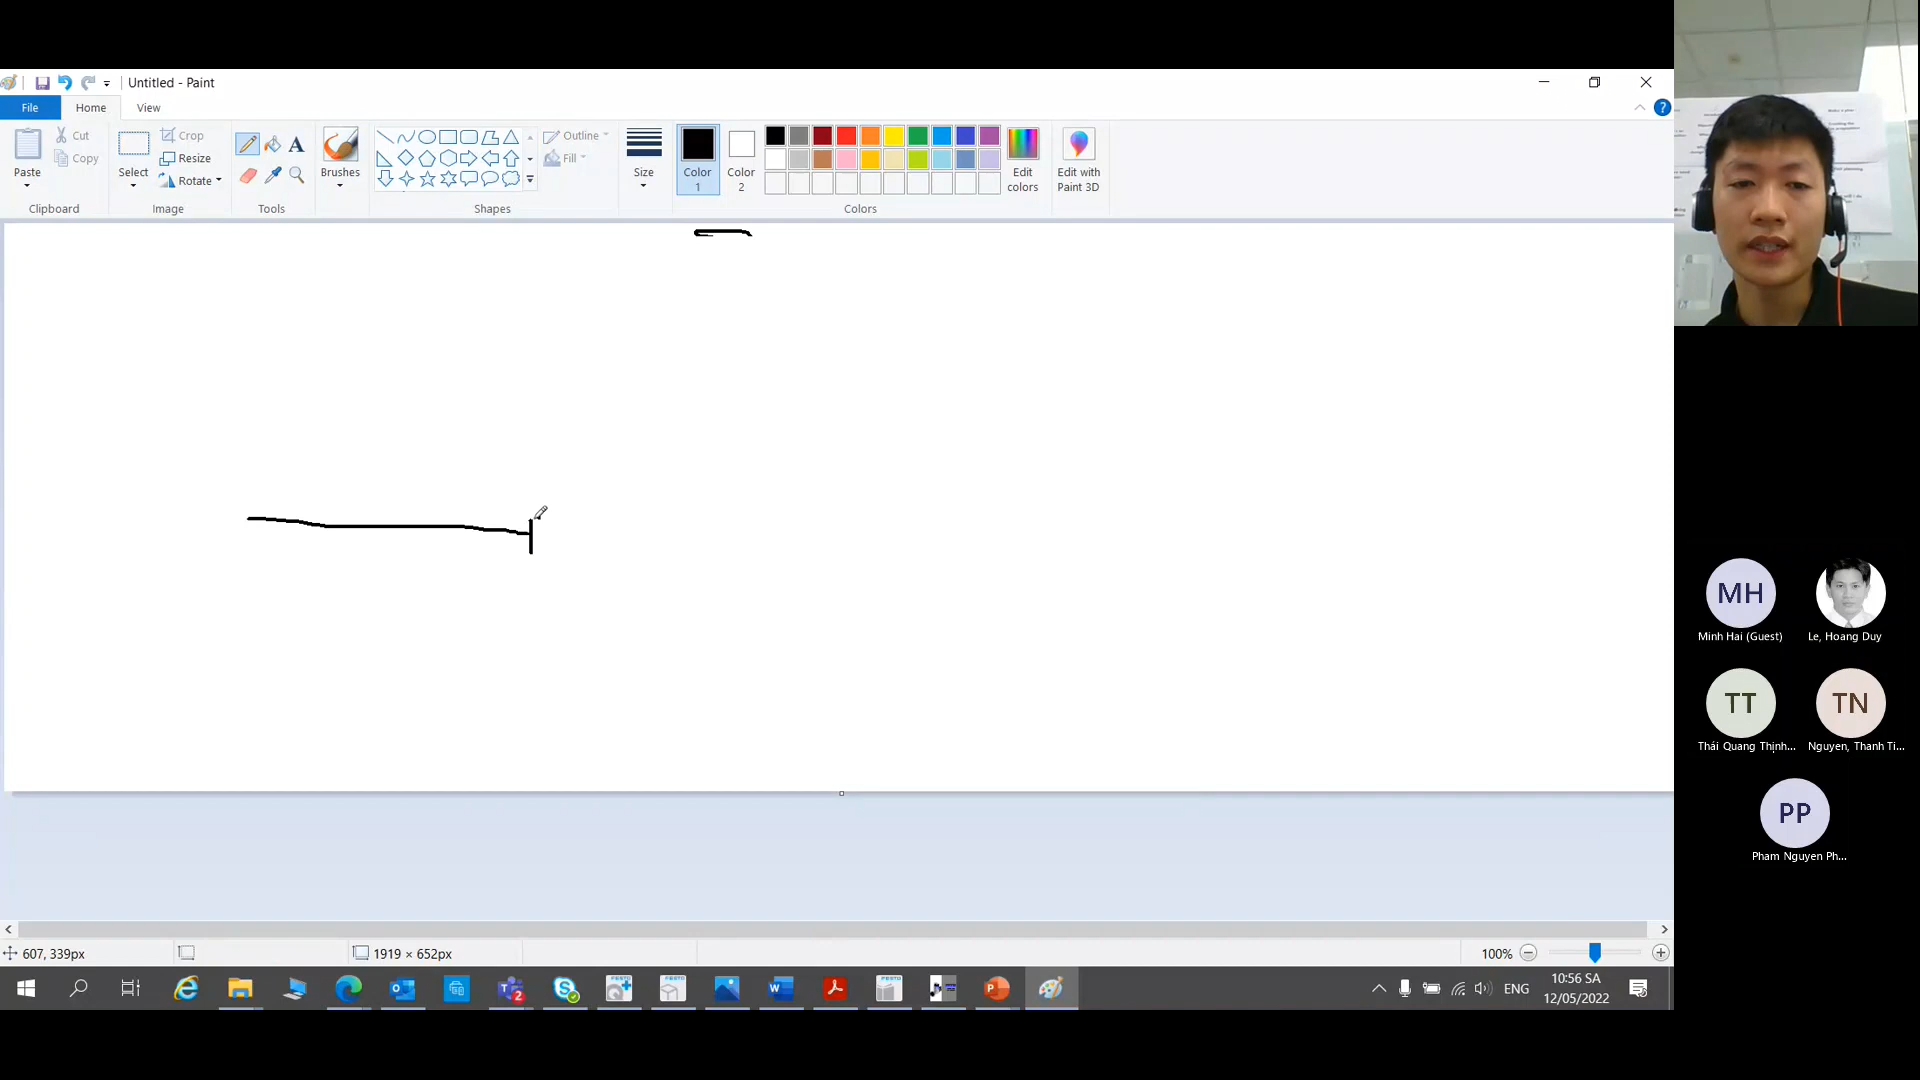 Untitled - Paint
File
Home
View
Paste
Cut
Copy
Clipboard
Select
Crop
Resize
Rotate
Image
A
Tools
Brushes
Outline
Fill
Shapes
Size
Color 1
Color 2
Edit colors
Edit with Paint 3D
Colors
607, 339px
1919 × 652px
100%
10:56 SA
ENG
12/05/2022
MH
Minh Hai (Guest)
Le, Hoang Duy
TT
Thái Quang Thịnh...
TN
Nguyen, Thanh Ti...
PP
Pham Nguyen Ph...